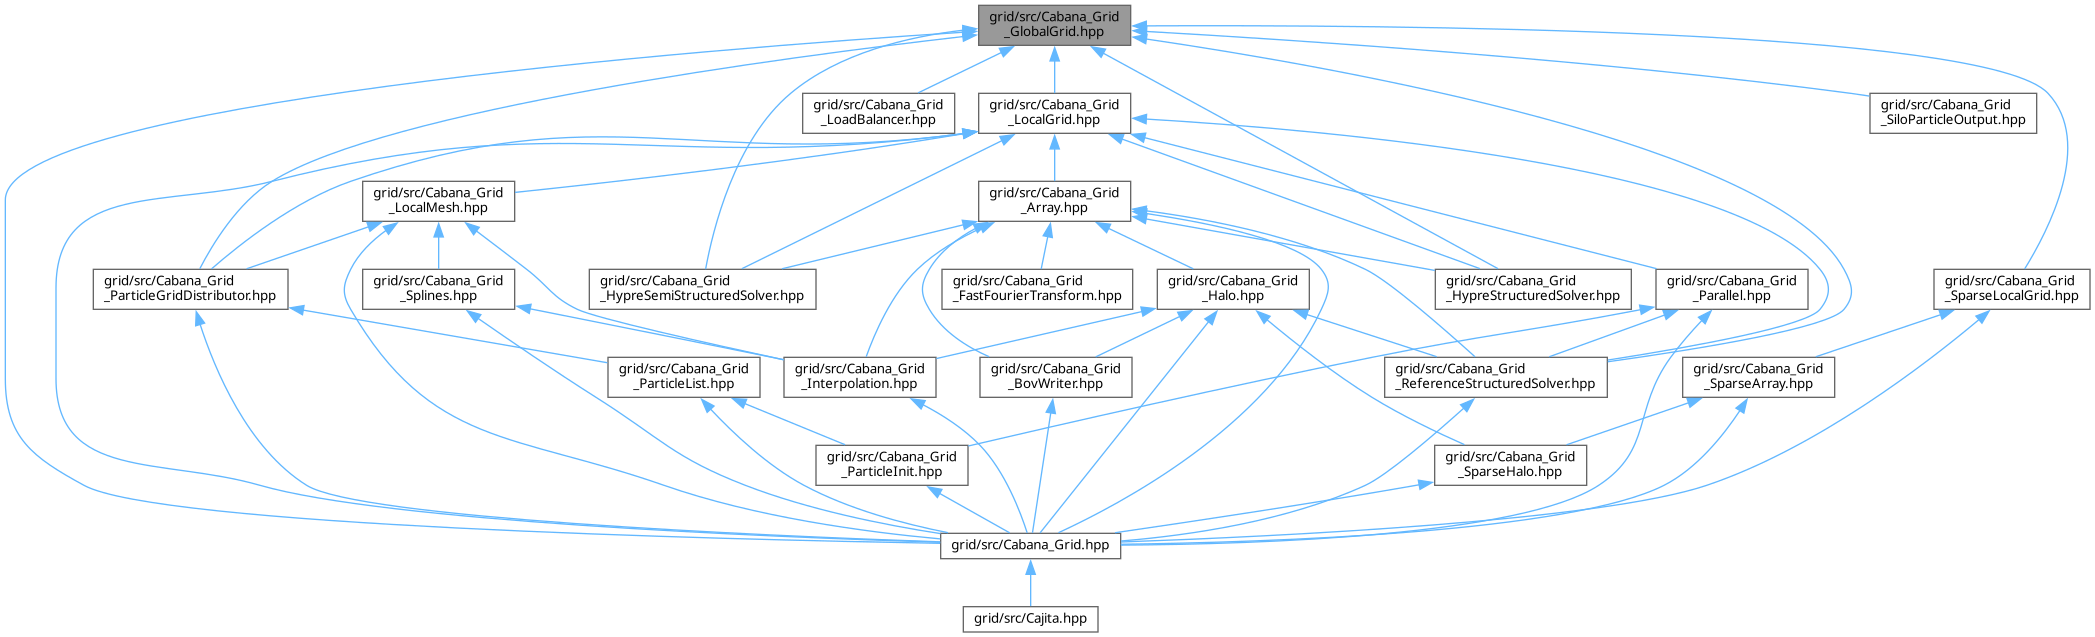 grid/src/Cabana_Grid
_GlobalGrid.hpp
grid/src/Cabana_Grid
_LoadBalancer.hpp
grid/src/Cabana_Grid
_LocalGrid.hpp
grid/src/Cabana_Grid
_SiloParticleOutput.hpp
grid/src/Cabana_Grid
_LocalMesh.hpp
grid/src/Cabana_Grid
_Array.hpp
grid/src/Cabana_Grid
_ParticleGridDistributor.hpp
grid/src/Cabana_Grid
_Splines.hpp
grid/src/Cabana_Grid
_HypreSemiStructuredSolver.hpp
grid/src/Cabana_Grid
_FastFourierTransform.hpp
grid/src/Cabana_Grid
_Halo.hpp
grid/src/Cabana_Grid
_HypreStructuredSolver.hpp
grid/src/Cabana_Grid
_Parallel.hpp
grid/src/Cabana_Grid
_SparseLocalGrid.hpp
grid/src/Cabana_Grid
_ParticleList.hpp
grid/src/Cabana_Grid
_Interpolation.hpp
grid/src/Cabana_Grid
_BovWriter.hpp
grid/src/Cabana_Grid
_ReferenceStructuredSolver.hpp
grid/src/Cabana_Grid
_SparseArray.hpp
grid/src/Cabana_Grid
_ParticleInit.hpp
grid/src/Cabana_Grid
_SparseHalo.hpp
grid/src/Cabana_Grid.hpp
grid/src/Cajita.hpp